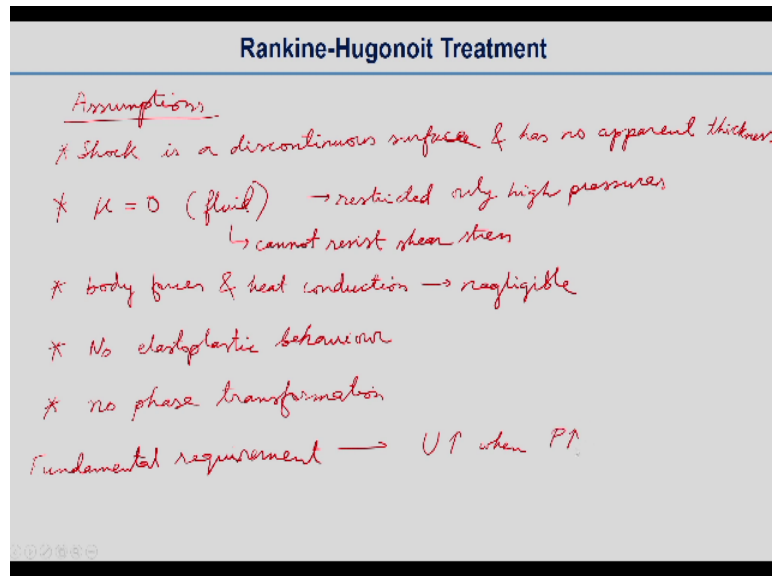 Rankine-Hugonoit Treatment
Assumptions
* Shock is a discontinuous surface & has no apparent thickness
* μ = 0 (fluid) → restricted only high pressures
↳ cannot resist shear stress
* body forces & heat conduction → negligible
* No elastoplastic behaviour
* no phase transformation
Fundamental requirement → U↑ when P↑